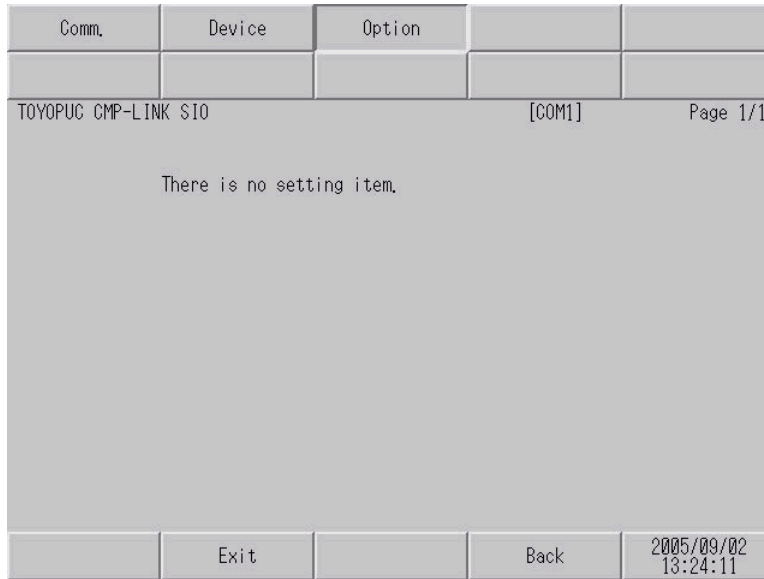 Comm. Device Option
TOYOPUC CMP-LINK SIO [COM1] Page 1/1
There is no setting item.
Exit Back 2005/09/02
13:24:11